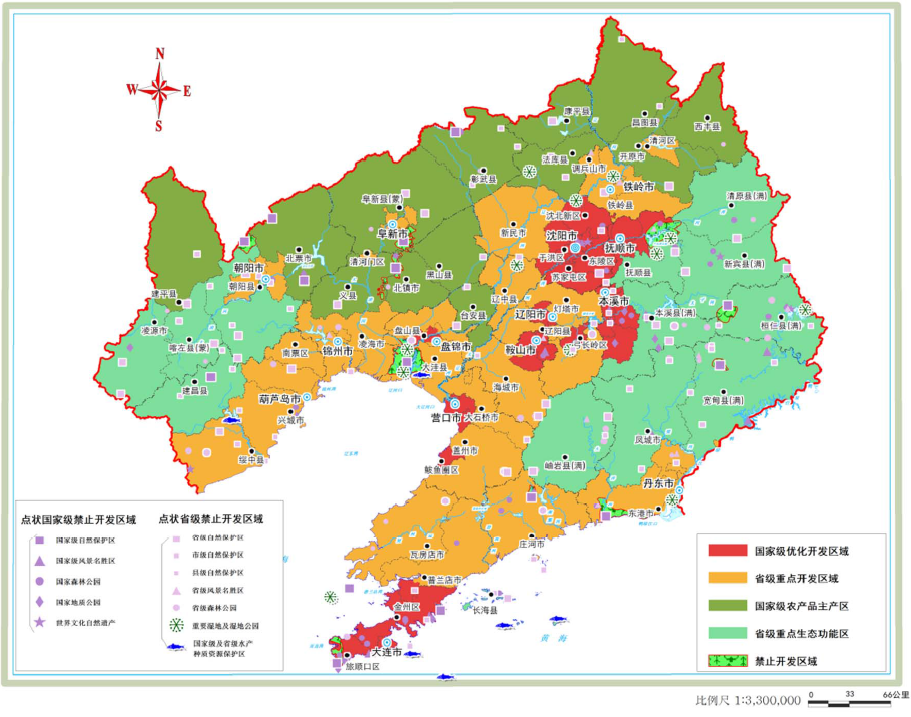 N
W E
S
康平县
昌图县
西丰县
清河区
开原市
法库县
调兵山市
彰武县
铁岭市
铁岭县
清原县(满)
阜新县(蒙)
沈北新区
阜新市
新民市
沈阳市
抚顺市
于洪区
东陵区
新宾县(满)
北票市
清河门区
苏家屯区
抚顺县
朝阳市
黑山县
朝阳县
北镇市
义县
辽中县
本溪市
建平县
灯塔市
台安县
辽阳市
本溪县(满)
桓仁县(满)
凌源市
盘山县
辽阳县
喀左县(蒙)
凌海市
盘锦市
弓长岭区
南票区
锦州市
鞍山市
大洼县
建昌县
海城市
葫芦岛市
宽甸县(满)
兴城市
营口市
大石桥市
凤城市
绥中县
盖州市
鲅鱼圈区
岫岩县(满)
丹东市
东港市
庄河市
瓦房店市
普兰店市
金州区
长海县
黄 海
大连市
旅顺口区
海
点状国家级禁止开发区域
国家级自然保护区
国家级风景名胜区
国家森林公园
国家地质公园
世界文化自然遗产
点状省级禁止开发区域
省级自然保护区
市级自然保护区
县级自然保护区
省级风景名胜区
省级森林公园
重要湿地及湿地公园
国家级及省级水产
种质资源保护区
国家级优化开发区域
省级重点开发区域
国家级农产品主产区
省级重点生态功能区
禁止开发区域
比例尺 1:3,300,000
0 33 66公里